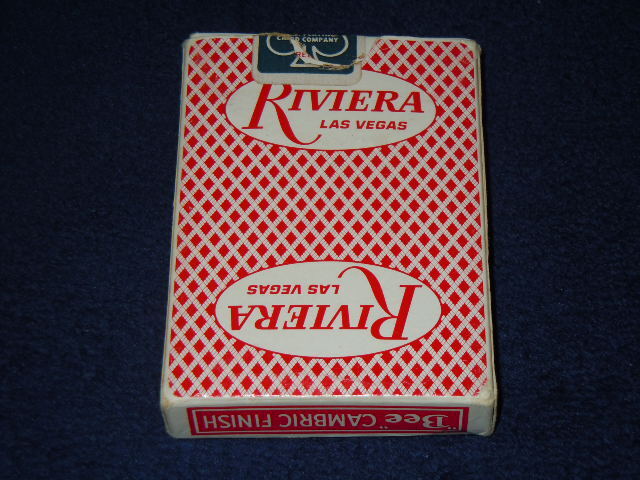 CARD COMPANY
RIVIERA
LAS VEGAS
RIVIERA
LAS VEGAS
"Bee" CAMBRIC FINISH